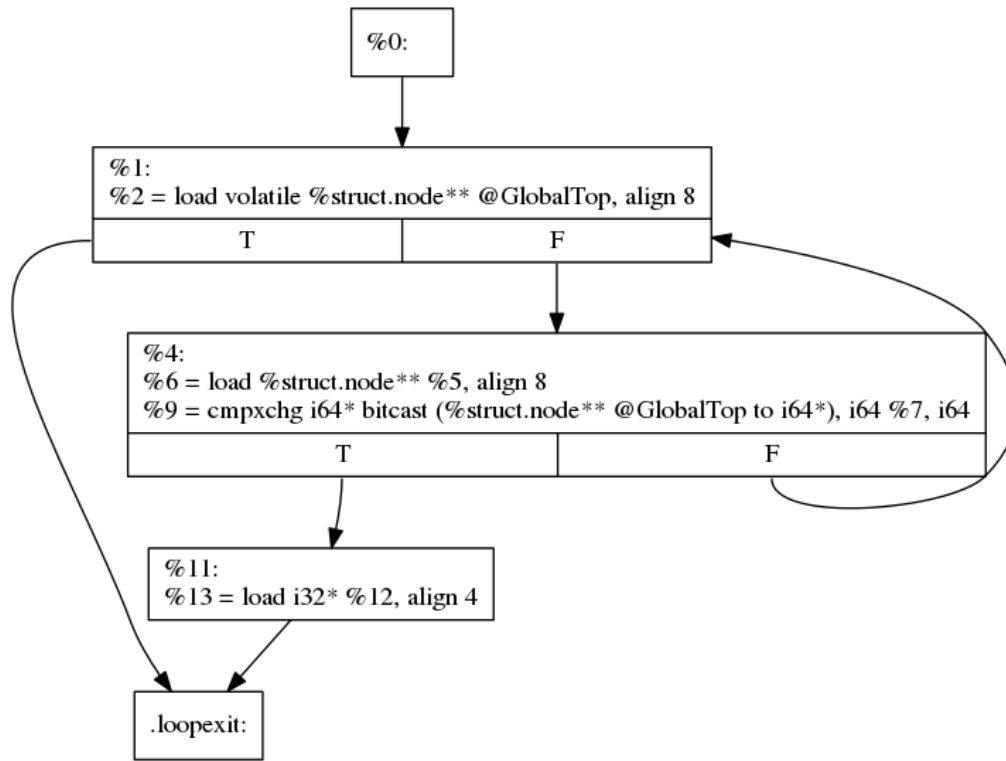 %0:
%1:
%2 = load volatile %struct.node** @GlobalTop, align 8
T
F
%4:
%6 = load %struct.node** %5, align 8
%9 = cmpxchg i64* bitcast (%struct.node** @GlobalTop to i64*), i64 %7, i64
T
F
%11:
%13 = load i32* %12, align 4
.loopexit: